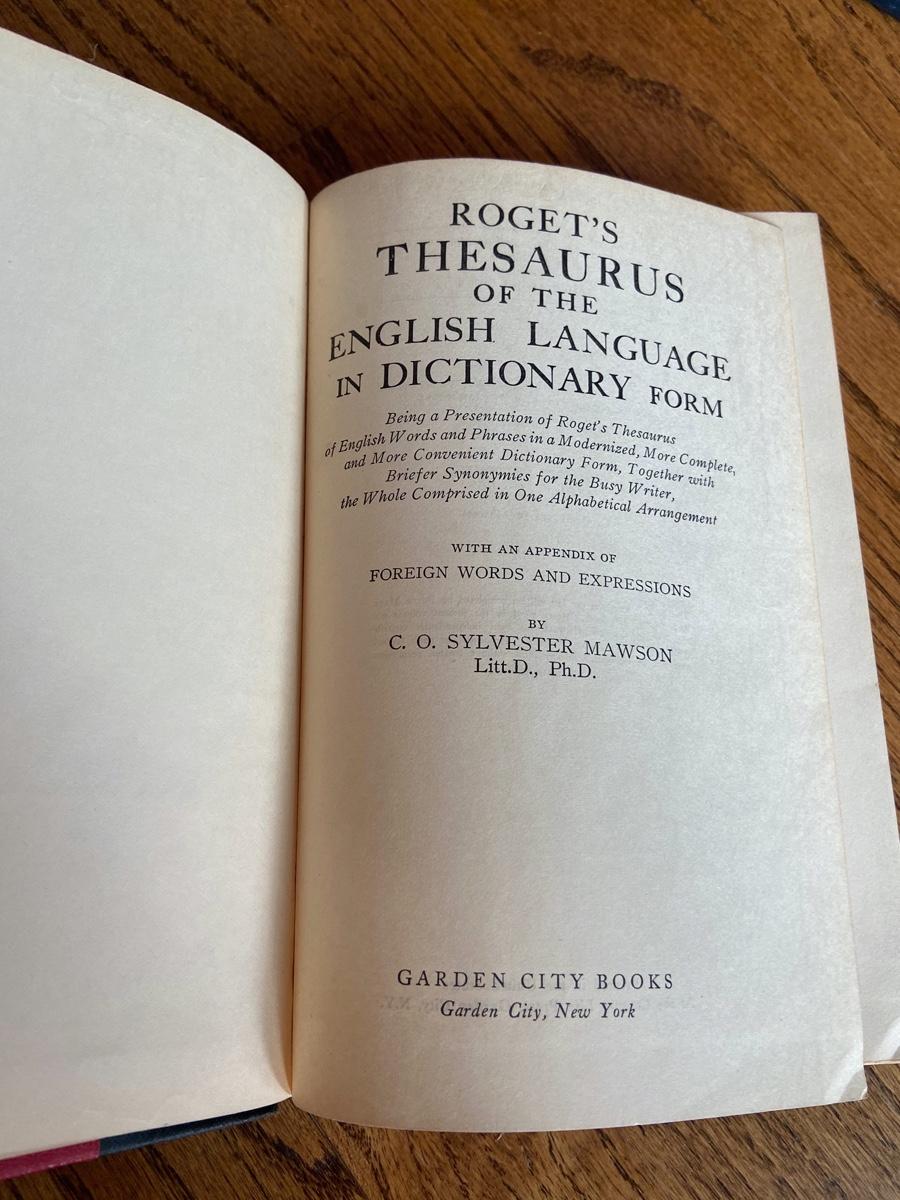 ROGET'S
THESAURUS
OF THE
ENGLISH LANGUAGE
IN DICTIONARY FORM
Being a Presentation of Roget's Thesaurus
of English Words and Phrases in a Modernized, More Complete,
and More Convenient Dictionary Form, Together with
Briefer Synonymies for the Busy Writer,
the Whole Comprised in One Alphabetical Arrangement
WITH AN APPENDIX OF
FOREIGN WORDS AND EXPRESSIONS
BY
C. O. SYLVESTER MAWSON
Litt.D., Ph.D.
GARDEN CITY BOOKS
Garden City, New York